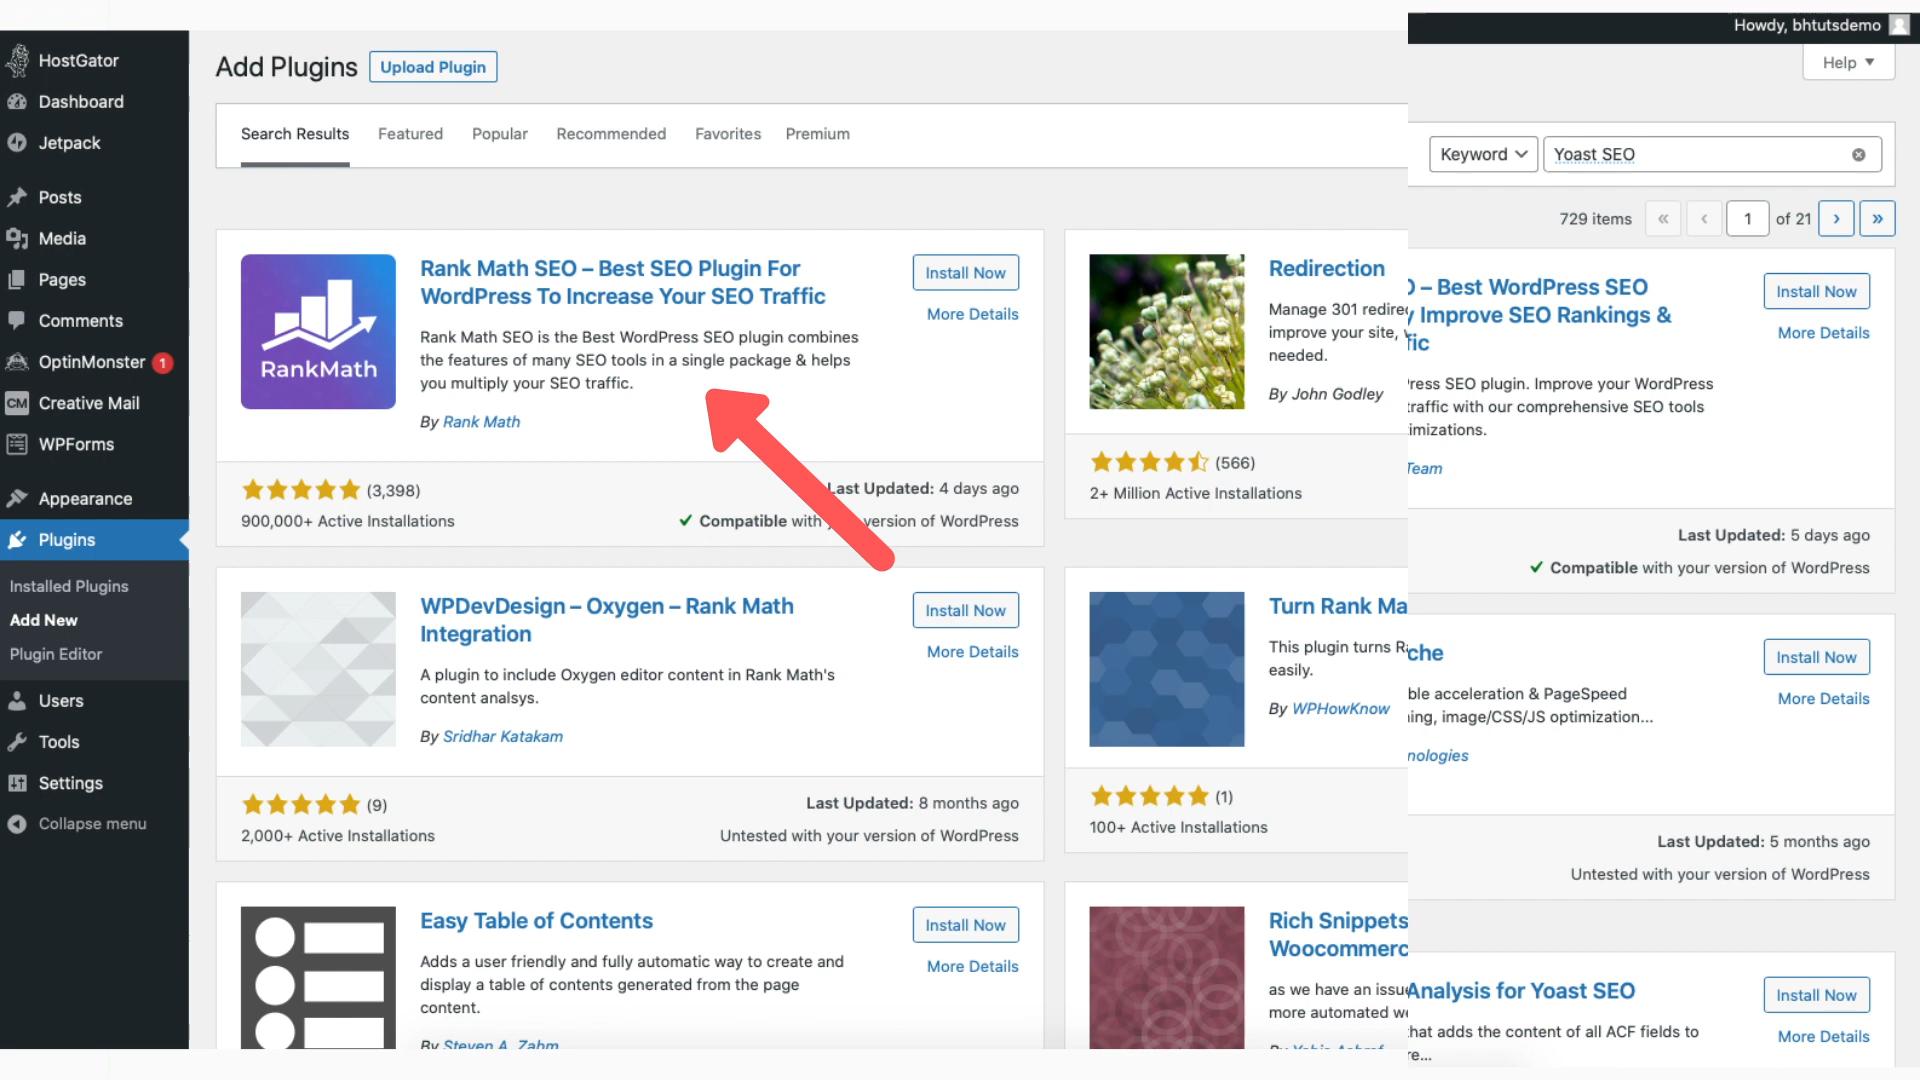 Howdy, bhtutsdemo
Help
HostGator
Dashboard
Jetpack
Posts
Media
Pages
Comments
OptinMonster 1
CM Creative Mail
WPForms
Appearance
Plugins
Installed Plugins
Add New
Plugin Editor
Users
Tools
Settings
Collapse menu
Add Plugins Upload Plugin
Search Results Featured Popular Recommended Favorites Premium
Keyword Yoast SEO
729 items « ‹ 1 of 21 › »
RankMath
Rank Math SEO – Best SEO Plugin For
WordPress To Increase Your SEO Traffic
Install Now
More Details
Rank Math SEO is the Best WordPress SEO plugin combines
the features of many SEO tools in a single package & helps
you multiply your SEO traffic.
By Rank Math
(3,398)
900,000+ Active Installations
Last Updated: 4 days ago
Compatible with version of WordPress
Redirection
Manage 301 redirec
improve your site,
needed.
By John Godley
(566)
2+ Million Active Installations
– Best WordPress SEO
Improve SEO Rankings &
fic
Install Now
More Details
ress SEO plugin. Improve your WordPress
traffic with our comprehensive SEO tools
imizations.
Team
Last Updated: 5 days ago
Compatible with your version of WordPress
WPDevDesign – Oxygen – Rank Math
Integration
Install Now
More Details
A plugin to include Oxygen editor content in Rank Math's
content analsys.
By Sridhar Katakam
(9)
2,000+ Active Installations
Last Updated: 8 months ago
Untested with your version of WordPress
Turn Rank Ma
This plugin turns Ra
easily.
By WPHowKnow
(1)
100+ Active Installations
che
Install Now
More Details
ble acceleration & PageSpeed
ing, image/CSS/JS optimization...
nologies
Last Updated: 5 months ago
Untested with your version of WordPress
Easy Table of Contents
Install Now
More Details
Adds a user friendly and fully automatic way to create and
display a table of contents generated from the page
content.
By Steven A. Zahm
Rich Snippets
Woocommerc
as we have an issue
more automated we
Analysis for Yoast SEO
Install Now
More Details
that adds the content of all ACF fields to
re...